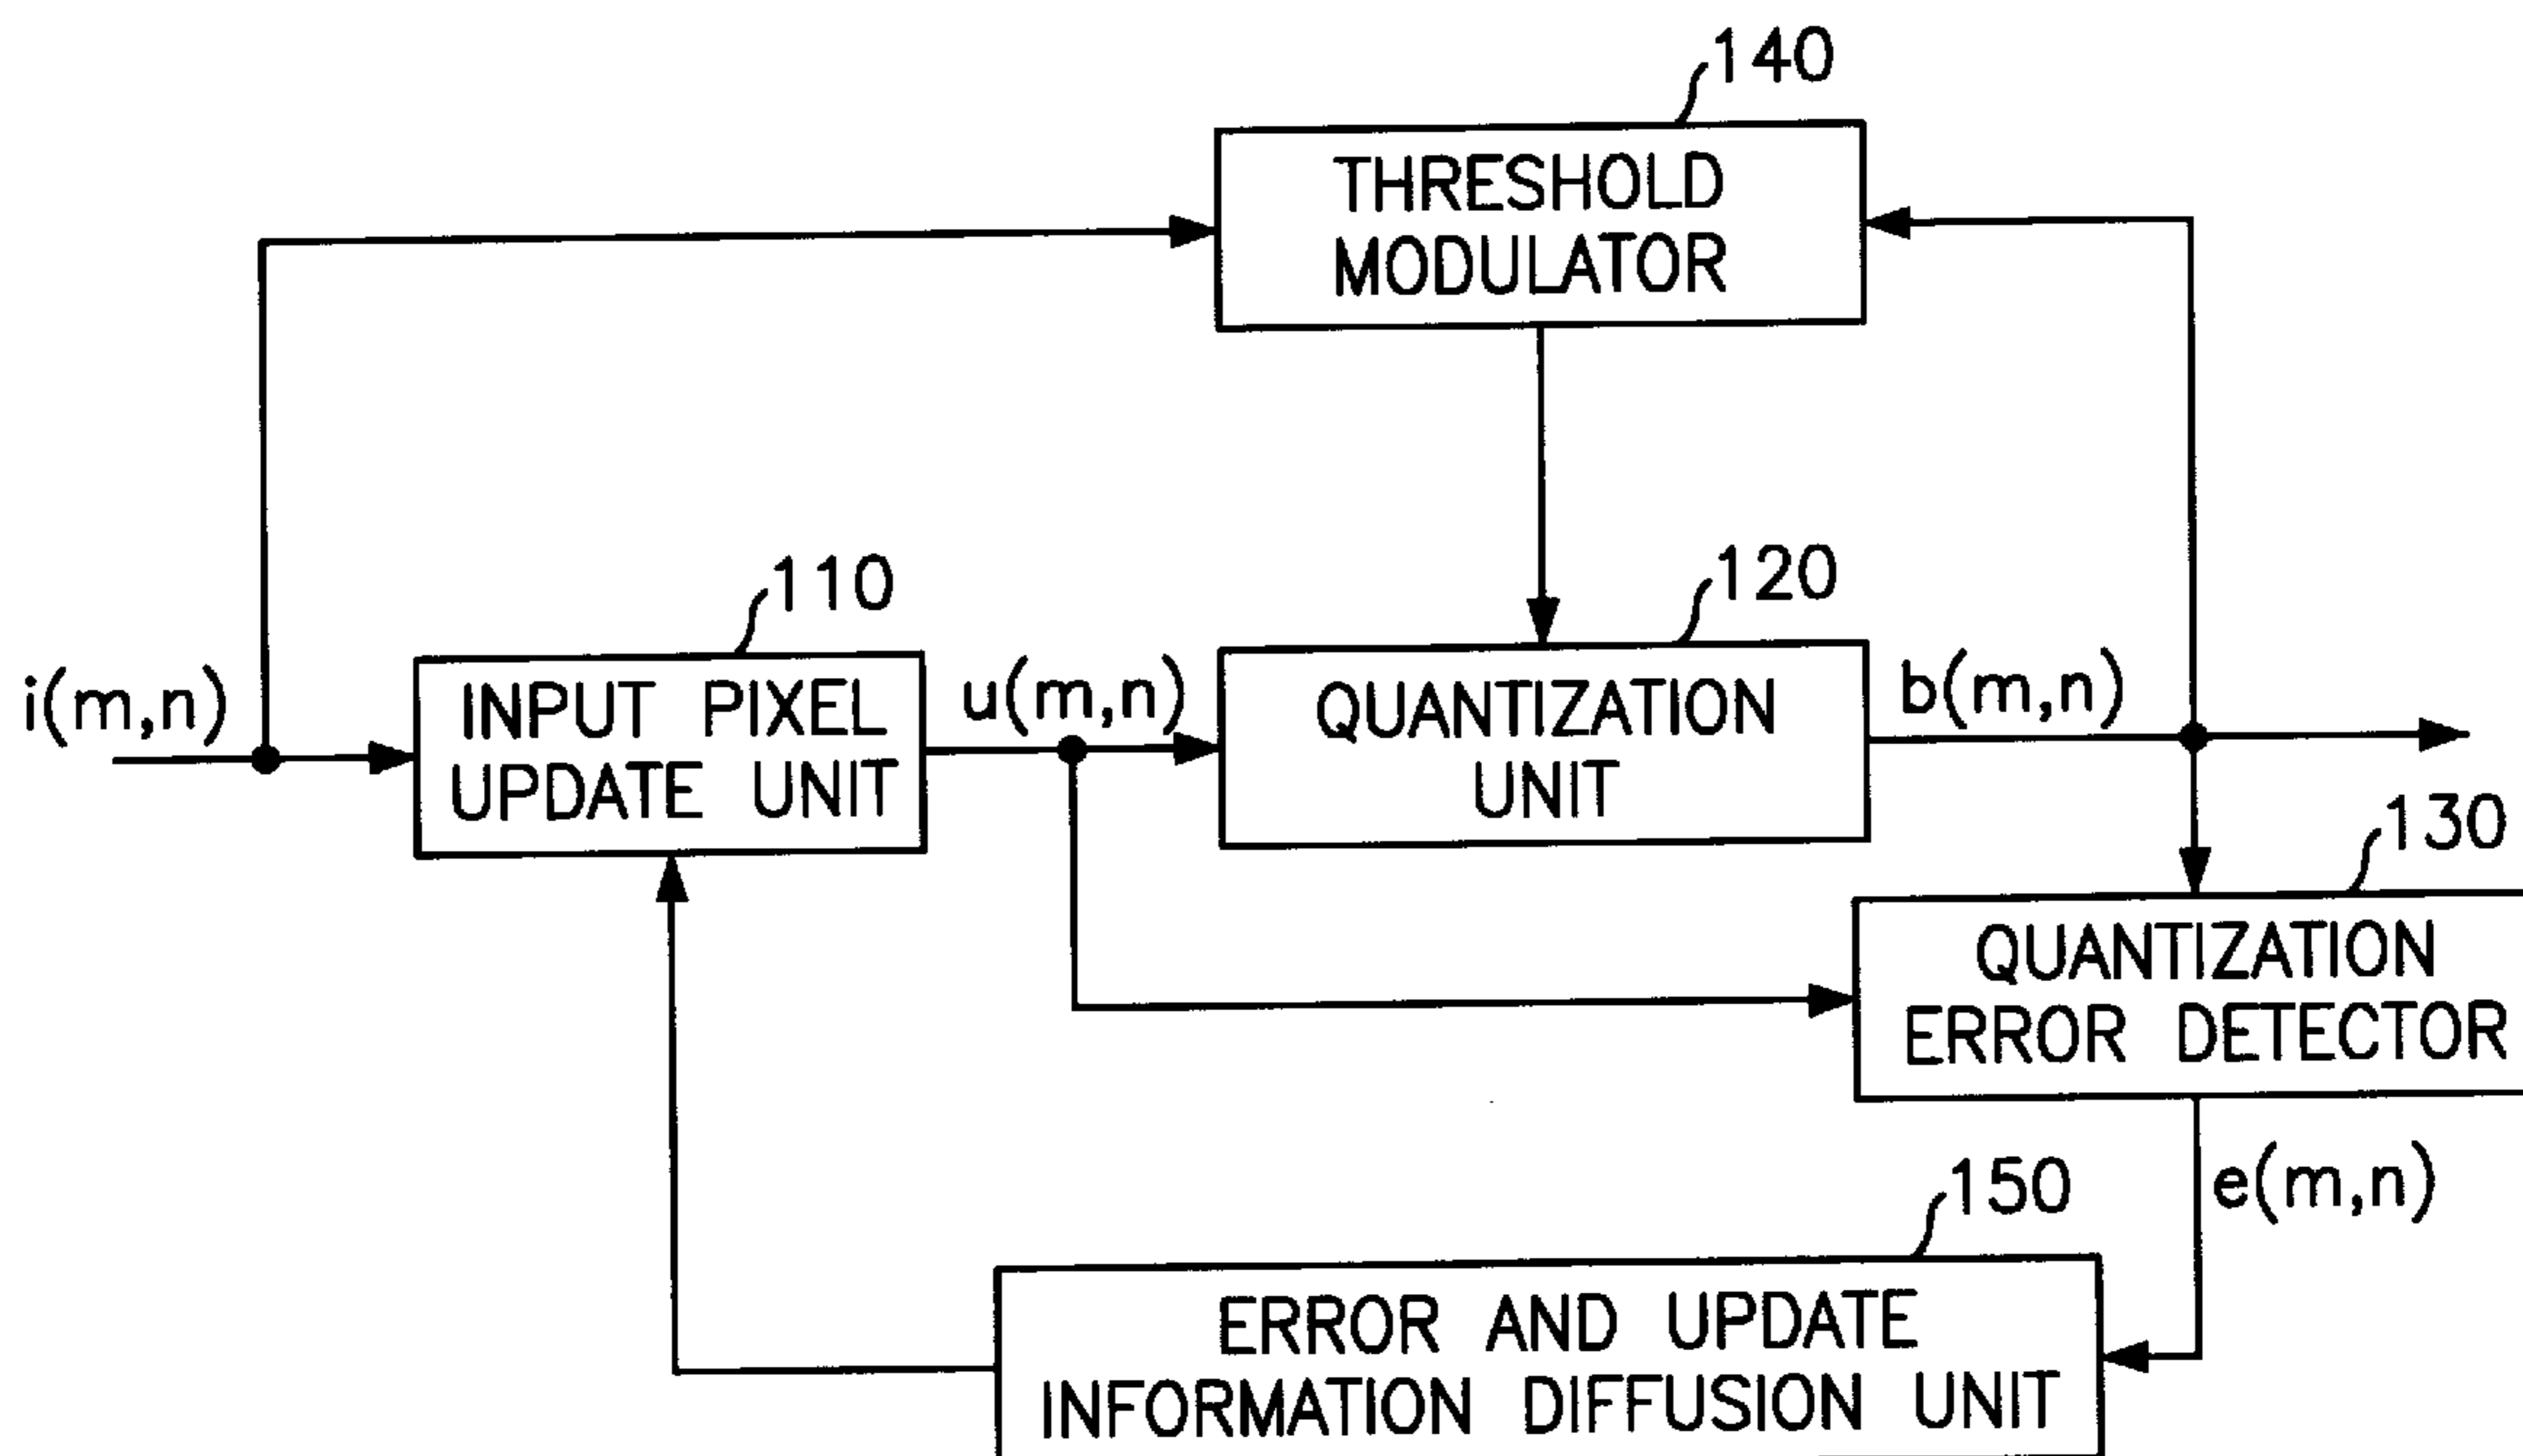 140
THRESHOLD
MODULATOR
110
120
i(m,n)
INPUT PIXEL
UPDATE UNIT
u(m,n)
QUANTIZATION
UNIT
b(m,n)
130
QUANTIZATION
ERROR DETECTOR
e(m,n)
150
ERROR AND UPDATE
INFORMATION DIFFUSION UNIT